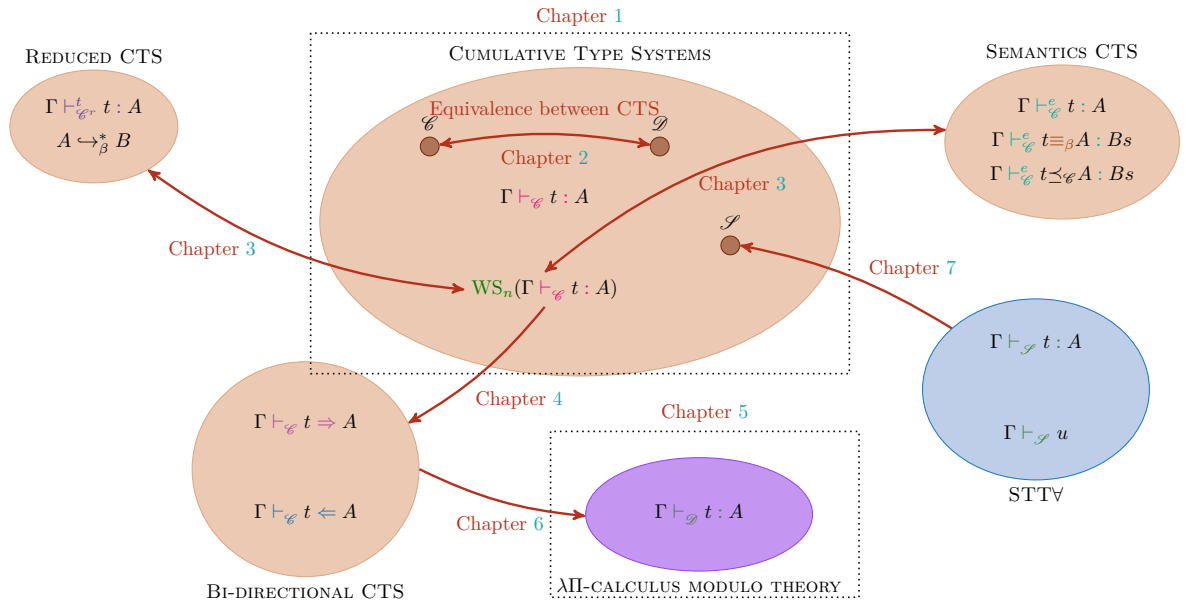 Chapter 1
CUMULATIVE TYPE SYSTEMS
REDUCED CTS
Γ ⊢ᵗ_𝒞ʳ t : A
A ↪*_β B
SEMANTICS CTS
Γ ⊢ᵉ_𝒞 t : A
Γ ⊢ᵉ_𝒞 t ≡_β A : Bs
Γ ⊢ᵉ_𝒞 t ⪯_𝒞 A : Bs
Equivalence between CTS
𝒞 𝒟
Chapter 2
Chapter 3
Γ ⊢_𝒞 t : A
𝒮
Chapter 3
WS_n(Γ ⊢_𝒞 t : A)
Chapter 7
Γ ⊢_𝒮 t : A
Γ ⊢_𝒮 u
STT∀
Chapter 4
Γ ⊢_𝒞 t ⇒ A
Γ ⊢_𝒞 t ⇐ A
BI-DIRECTIONAL CTS
Chapter 5
Chapter 6
Γ ⊢_𝒟 t : A
λΠ-CALCULUS MODULO THEORY